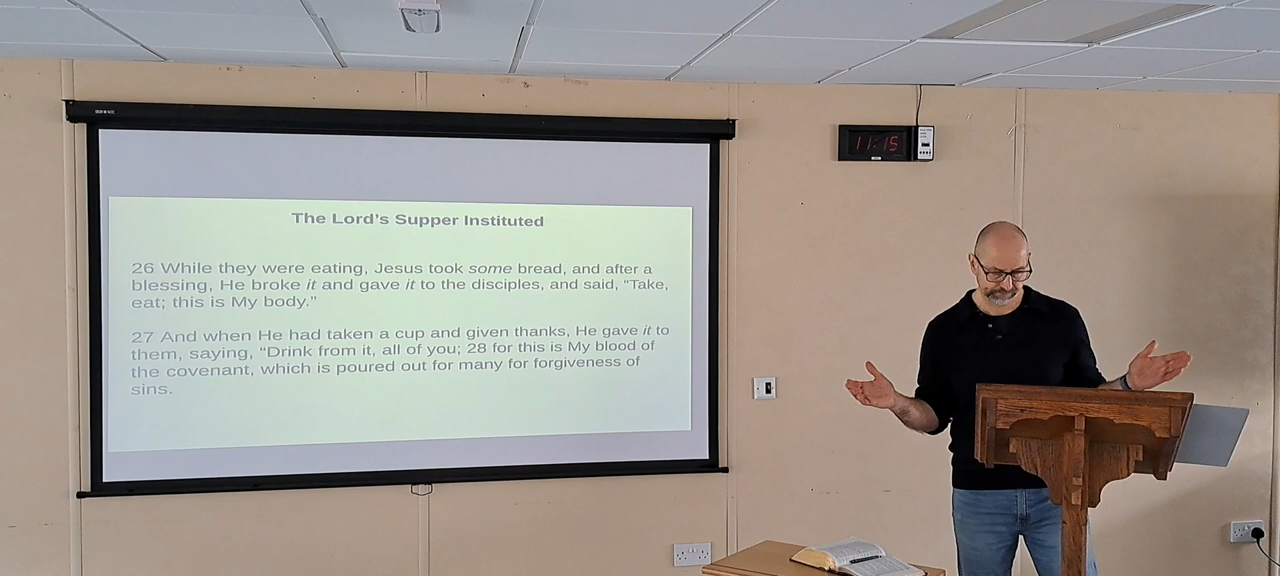 The Lord's Supper Instituted
26 While they were eating, Jesus took some bread, and after a
blessing, He broke it and gave it to the disciples, and said, “Take,
eat; this is My body.”
27 And when He had taken a cup and given thanks, He gave it to
them, saying, “Drink from it, all of you; 28 for this is My blood of
the covenant, which is poured out for many for forgiveness of
sins.
11:15